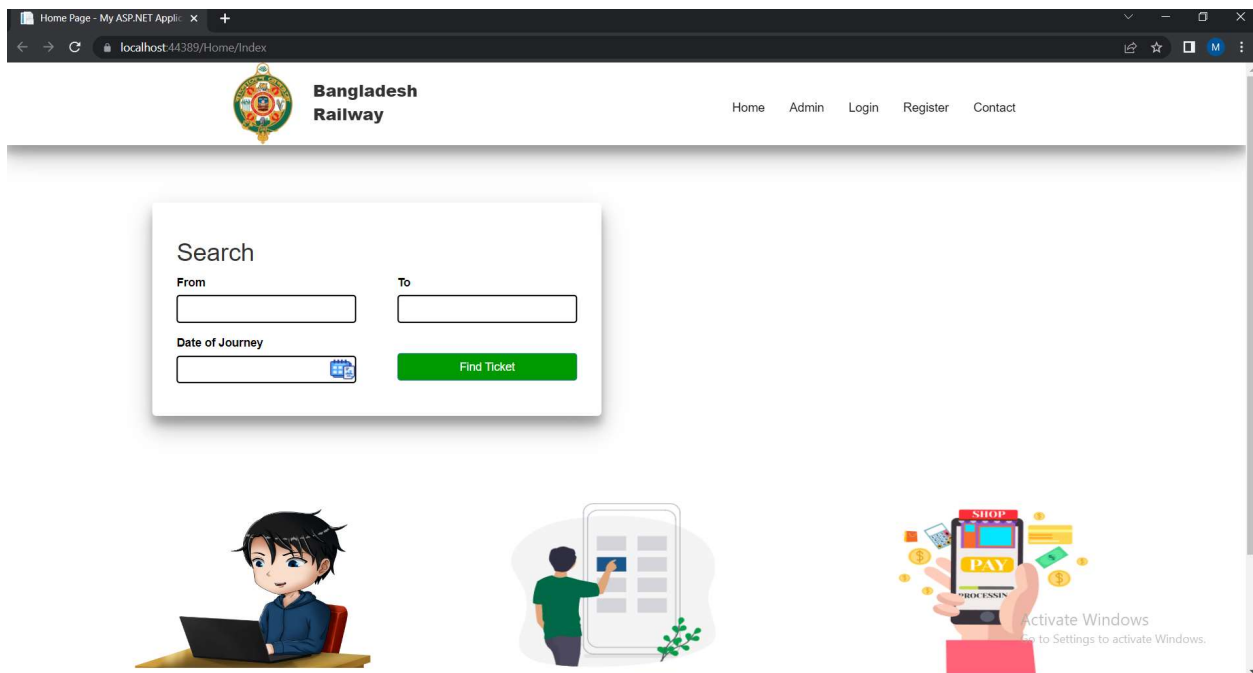 Home Page - My ASP.NET Applic
localhost:44389/Home/Index
M
Bangladesh
Railway
Home Admin Login Register Contact
Search
From To
Date of Journey
Find Ticket
SHOP
PAY
PROCESSIN
Activate Windows
Go to Settings to activate Windows.